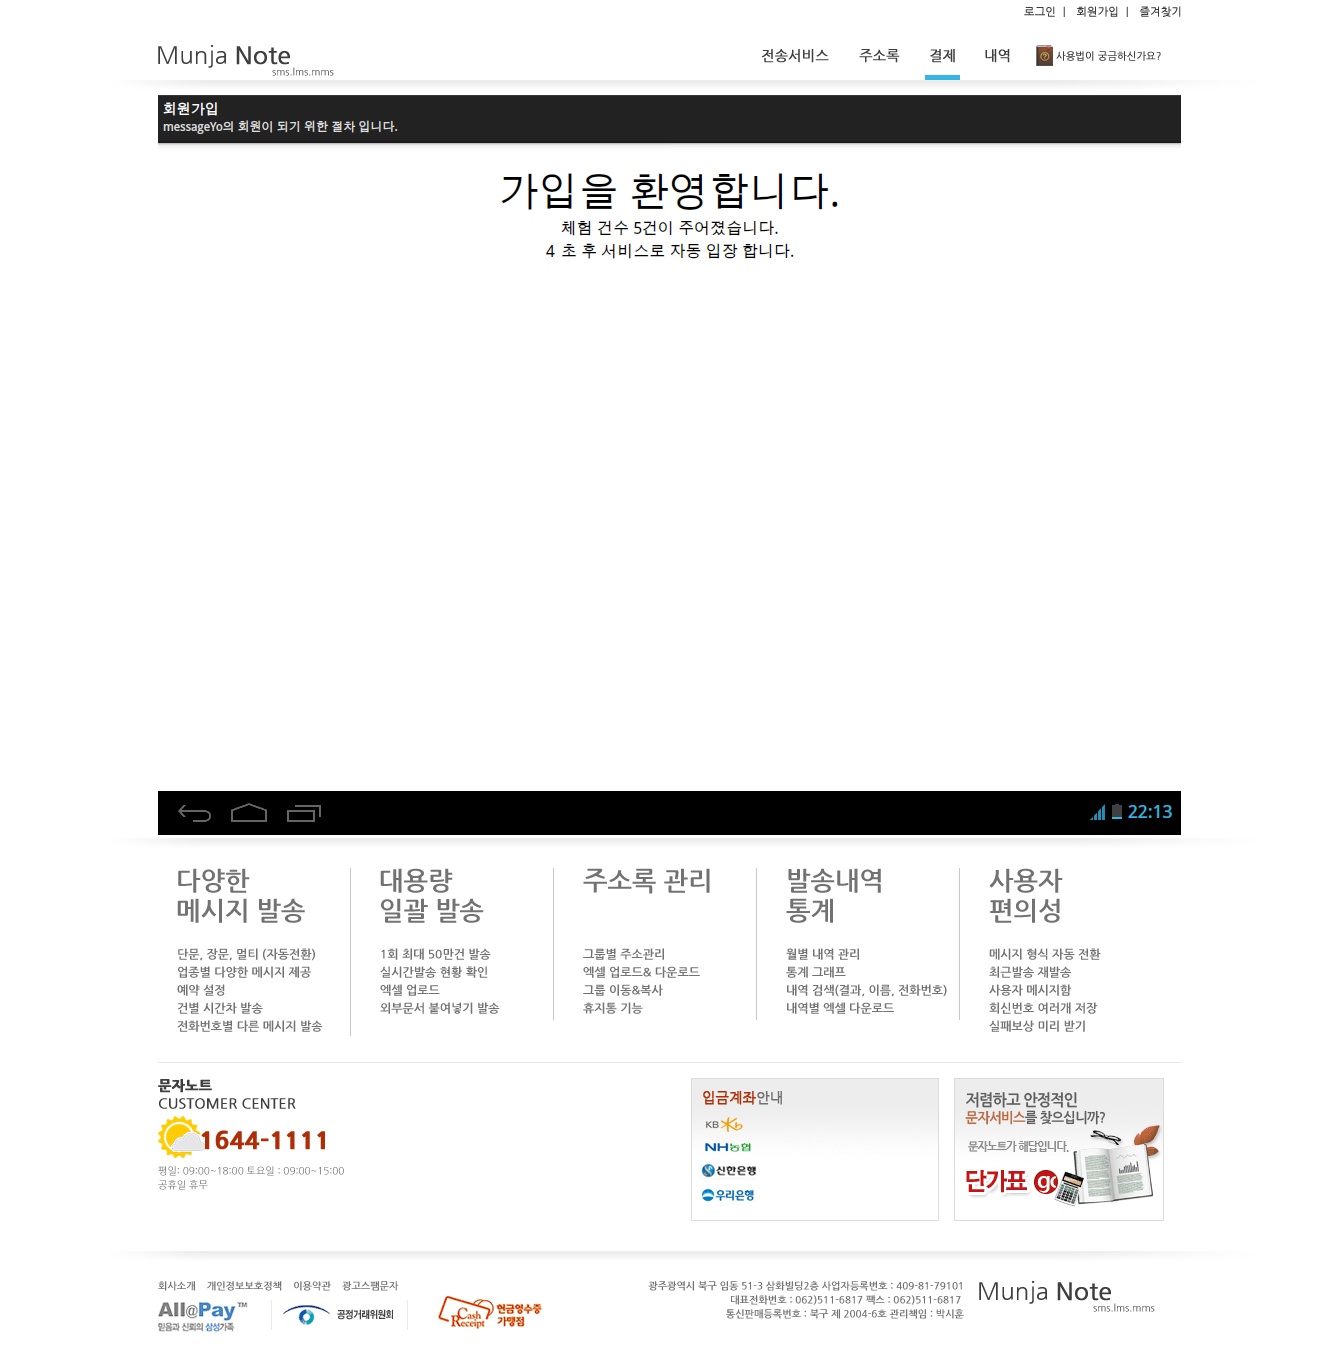 로그인 | 회원가입 | 즐겨찾기
Munja Note
sms.lms.mms
전송서비스 주소록 결제 내역 사용법이 궁금하신가요?
회원가입
messageYo의 회원이 되기 위한 절차 입니다.
가입을 환영합니다.
체험 건수 5건이 주어졌습니다.
4 초 후 서비스로 자동 입장 합니다.
22:13
다양한
메시지 발송
단문, 장문, 멀티 (자동전환)
업종별 다양한 메시지 제공
예약 설정
건별 시간차 발송
전화번호별 다른 메시지 발송
대용량
일괄 발송
1회 최대 50만건 발송
실시간발송 현황 확인
엑셀 업로드
외부문서 붙여넣기 발송
주소록 관리
그룹별 주소관리
엑셀 업로드& 다운로드
그룹 이동&복사
휴지통 기능
발송내역
통계
월별 내역 관리
통계 그래프
내역 검색(결과, 이름, 전화번호)
내역별 엑셀 다운로드
사용자
편의성
메시지 형식 자동 전환
최근발송 재발송
사용자 메시지함
회신번호 여러개 저장
실패보상 미리 받기
문자노트
CUSTOMER CENTER
1644-1111
평일: 09:00~18:00 토요일 : 09:00~15:00
공휴일 휴무
입금계좌안내
KB Kb
NH농협
신한은행
우리은행
저렴하고 안정적인
문자서비스를 찾으십니까?
문자노트가 해답입니다.
단가표 go
회사소개 개인정보보호정책 이용약관 광고스팸문자
All@Pay™
믿음과 신뢰의 삼성가족
공정거래위원회
Cash Receipt
현금영수증
가맹점
광주광역시 북구 임동 51-3 삼화빌딩2층 사업자등록번호 : 409-81-79101
대표전화번호 : 062)511-6817 팩스 : 062)511-6817
통신판매등록번호 : 북구 제 2004-6호 관리책임 : 박시훈
Munja Note
sms.lms.mms